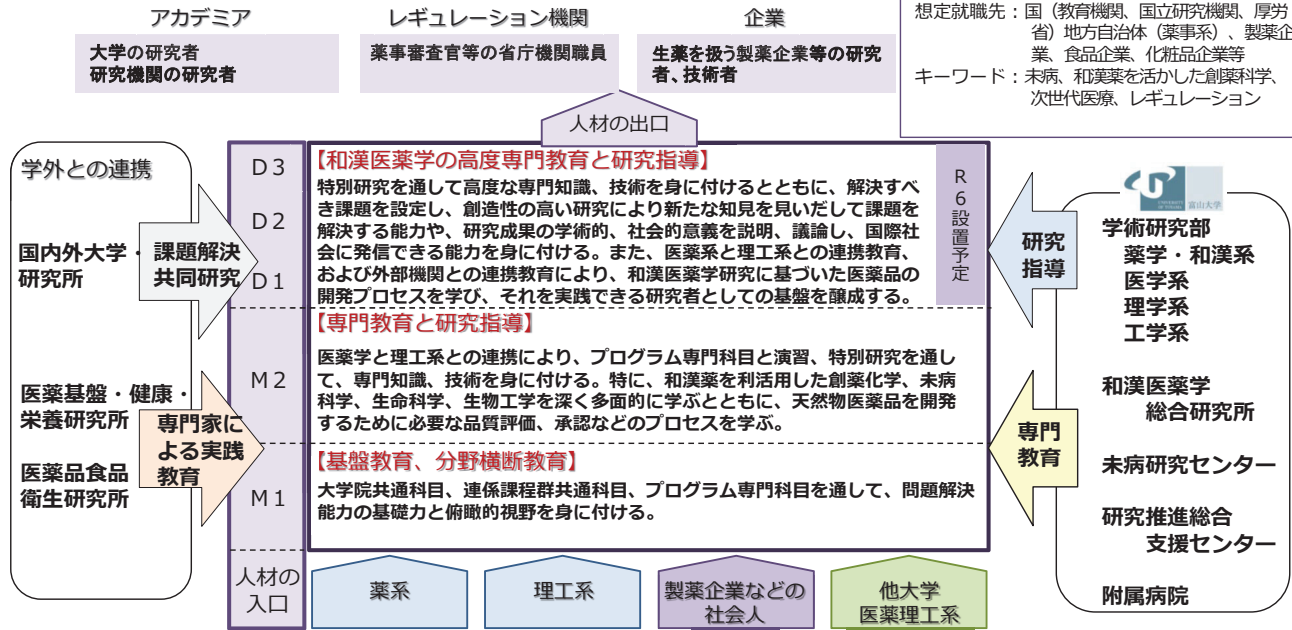 アカデミア
大学の研究者
研究機関の研究者
レギュレーション機関
薬事審査官等の省庁機関職員
企業
生薬を扱う製薬企業等の研究
者、技術者
想定就職先：国（教育機関、国立研究機関、厚労
省）地方自治体（薬事系）、製薬企
業、食品企業、化粧品企業等
キーワード：未病、和漢薬を活かした創薬科学、
次世代医療、レギュレーション
人材の出口
学外との連携
国内外大学・
研究所
課題解決
共同研究
医薬基盤・健康・
栄養研究所
医薬品食品
衛生研究所
専門家に
よる実践
教育
D3
D2
D1
【和漢医薬学の高度専門教育と研究指導】
特別研究を通して高度な専門知識、技術を身に付けるとともに、解決すべ
き課題を設定し、創造性の高い研究により新たな知見を見いだして課題を
解決する能力や、研究成果の学術的、社会的意義を説明、議論し、国際社
会に発信できる能力を身に付ける。また、医薬系と理工系との連携教育、
および外部機関との連携教育により、和漢医薬学研究に基づいた医薬品の
開発プロセスを学び、それを実践できる研究者としての基盤を醸成する。
R6設置予定
M2
【専門教育と研究指導】
医薬学と理工系との連携により、プログラム専門科目と演習、特別研究を通し
て、専門知識、技術を身に付ける。特に、和漢薬を利活用した創薬化学、未病
科学、生命科学、生物工学を深く多面的に学ぶとともに、天然物医薬品を開発
するために必要な品質評価、承認などのプロセスを学ぶ。
M1
【基盤教育、分野横断教育】
大学院共通科目、連係課程群共通科目、プログラム専門科目を通して、問題解決
能力の基礎力と俯瞰的視野を身に付ける。
人材の
入口
薬系
理工系
製薬企業などの
社会人
他大学
医薬理工系
研究
指導
専門
教育
富山大学
学術研究部
薬学・和漢系
医学系
理学系
工学系
和漢医薬学
総合研究所
未病研究センター
研究推進総合
支援センター
附属病院